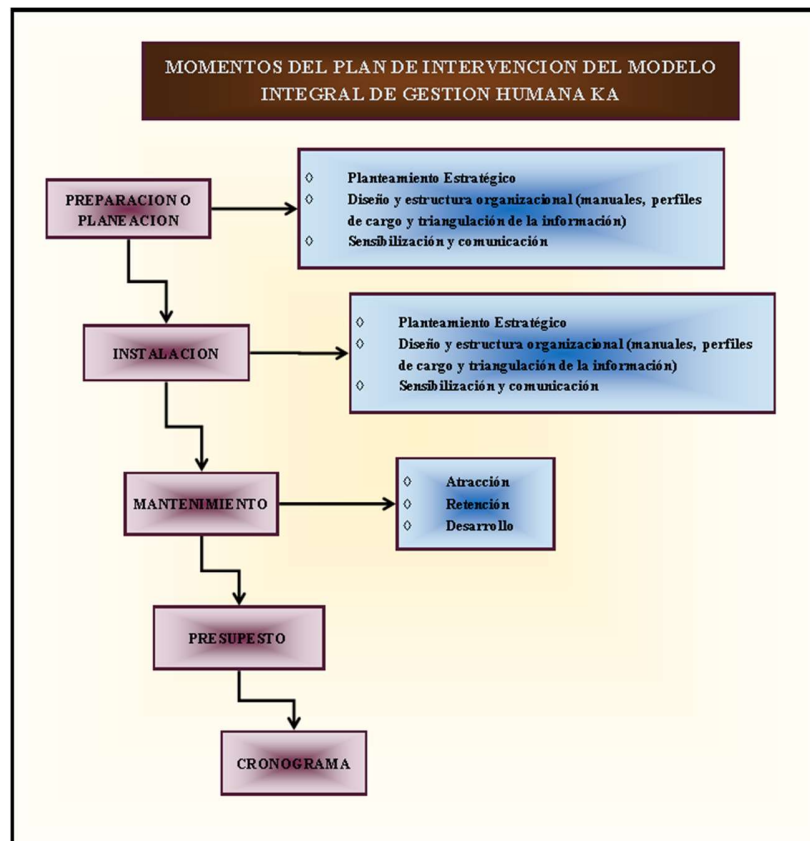 MOMENTOS DEL PLAN DE INTERVENCION DEL MODELO
INTEGRAL DE GESTION HUMANA KA
PREPARACION O
PLANEACION
◊ Planteamiento Estratégico
◊ Diseño y estructura organizacional (manuales, perfiles
de cargo y triangulación de la información)
◊ Sensibilización y comunicación
INSTALACION
◊ Planteamiento Estratégico
◊ Diseño y estructura organizacional (manuales, perfiles
de cargo y triangulación de la información)
◊ Sensibilización y comunicación
MANTENIMIENTO
◊ Atracción
◊ Retención
◊ Desarrollo
PRESUPESTO
CRONOGRAMA